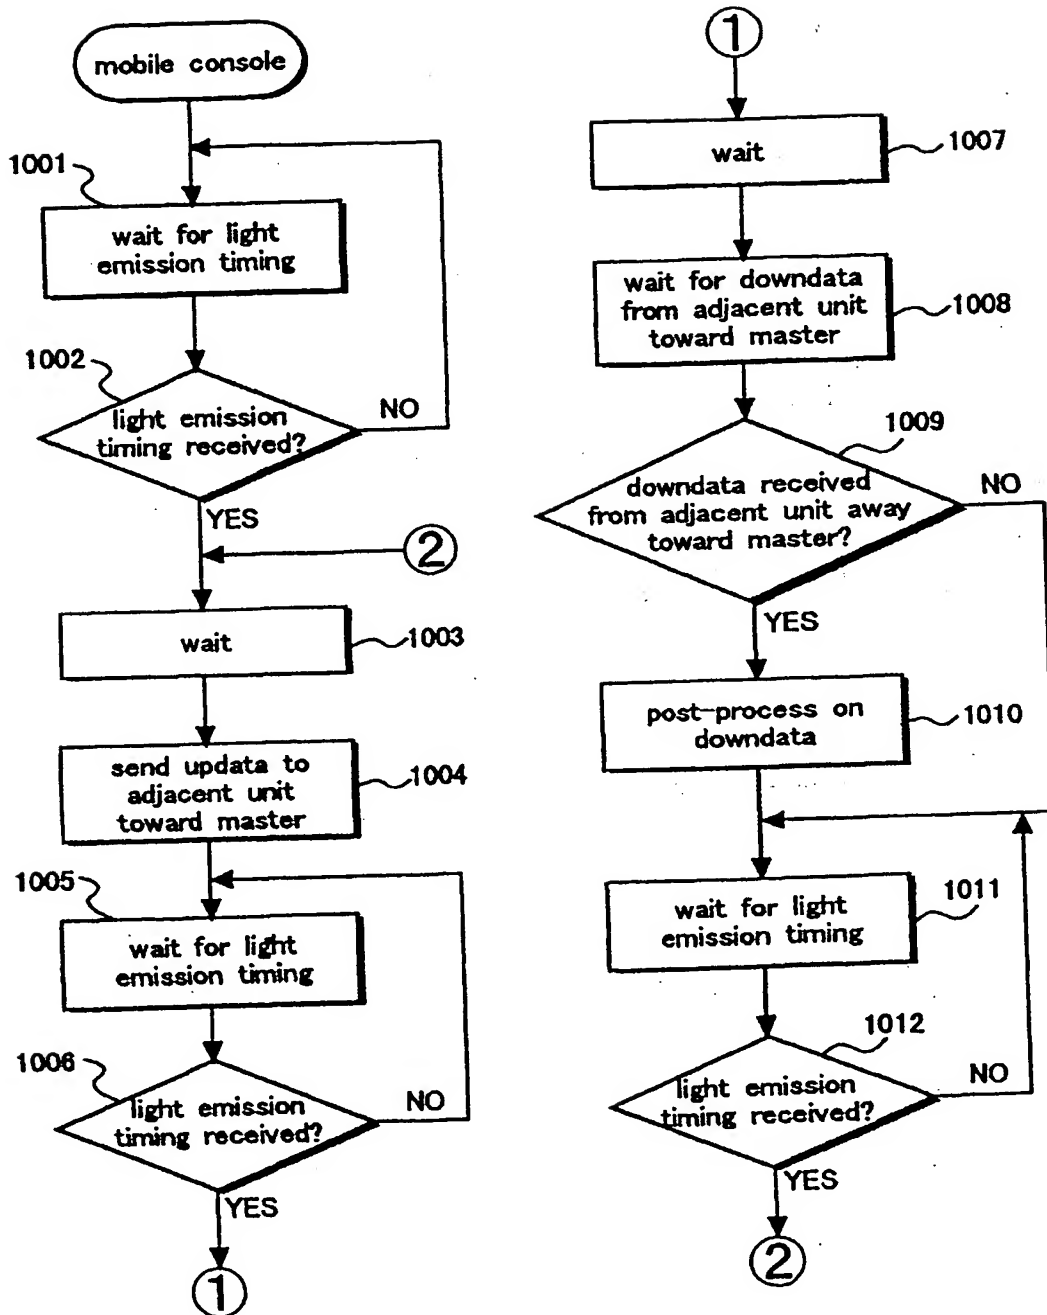 mobile console
1001
wait for light
emission timing
1002
light emission
timing received?
NO
YES
②
wait
1003
send updata to
adjacent unit
toward master
1004
1005
wait for light
emission timing
1006
light emission
timing received?
NO
YES
①
①
wait
1007
wait for downdata
from adjacent unit
toward master
1008
1009
downdata received
from adjacent unit away
toward master?
NO
YES
post-process on
downdata
1010
wait for light
emission timing
1011
1012
light emission
timing received?
NO
YES
②